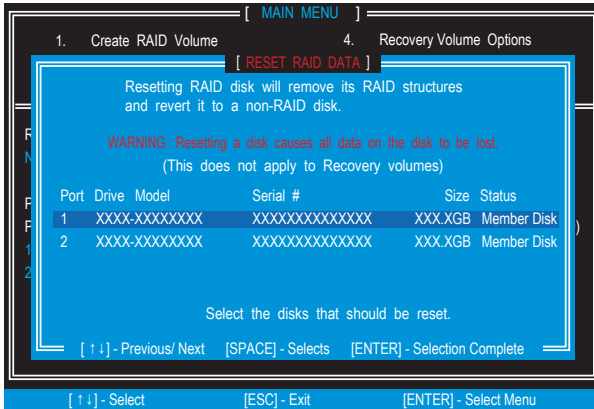 [ MAIN MENU ]
1. Create RAID Volume 4. Recovery Volume Options
[ RESET RAID DATA ]
Resetting RAID disk will remove its RAID structures
and revert it to a non-RAID disk.
WARNING : Resetting a disk causes all data on the disk to be lost.
(This does not apply to Recovery volumes)
Port Drive Model Serial # Size Status
1 XXXX-XXXXXXXX XXXXXXXXXXXXXX XXX.XGB Member Disk
2 XXXX-XXXXXXXX XXXXXXXXXXXXXX XXX.XGB Member Disk
Select the disks that should be reset.
[ ↑↓] - Previous/ Next [SPACE] - Selects [ENTER] - Selection Complete
[ ↑↓] - Select [ESC] - Exit [ENTER] - Select Menu